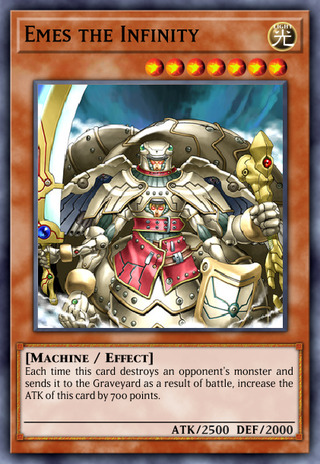 Emes the Infinity
LIGHT
光
[Machine / Effect]
Each time this card destroys an opponent's monster and
sends it to the Graveyard as a result of battle, increase the
ATK of this card by 700 points.
ATK/2500 DEF/2000